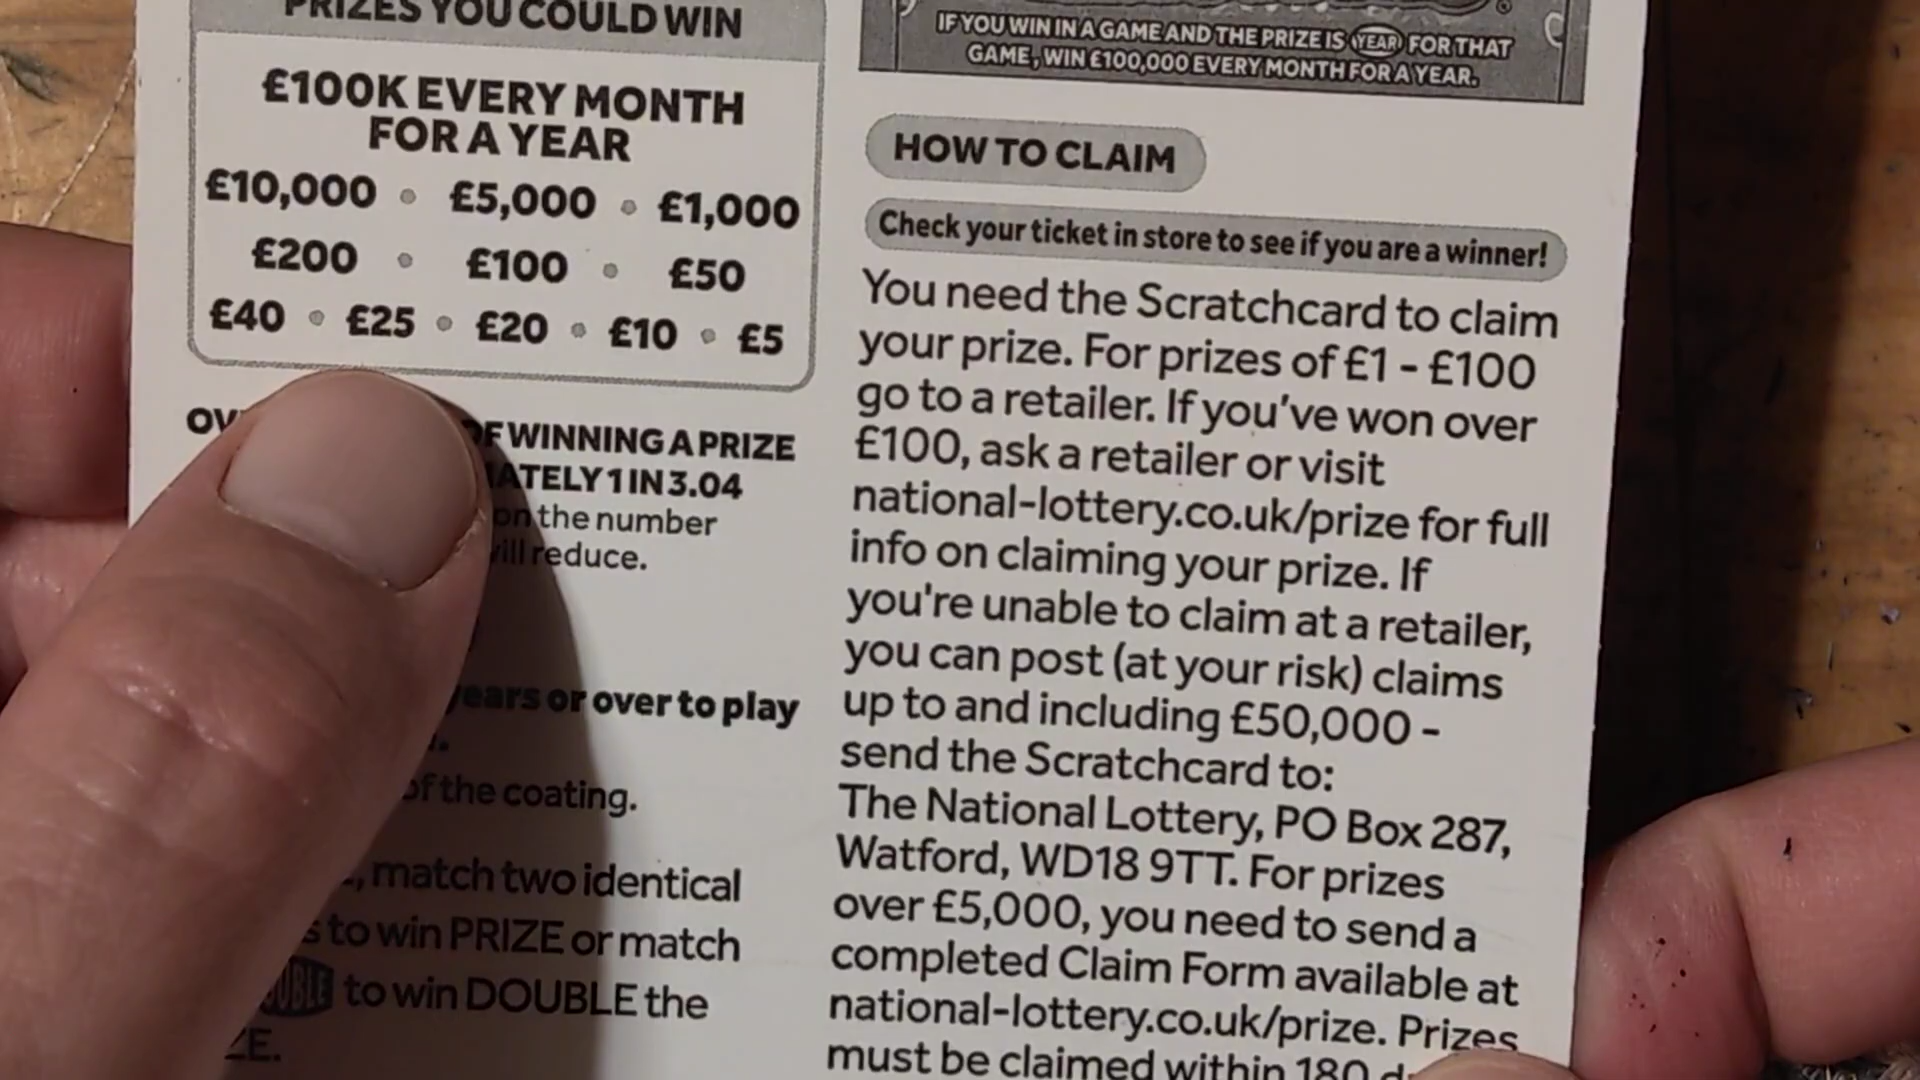 PRIZES YOU COULD WIN
£100K EVERY MONTH
FOR A YEAR
£10,000 • £5,000 • £1,000
£200 • £100 • £50
£40 • £25 • £20 • £10 • £5
WINNING A PRIZE
1 IN 3.04
on the number
will reduce.
years or over to play
of the coating.
, match two identical
to win PRIZE or match
to win DOUBLE the
IF YOU WIN IN A GAME AND THE PRIZE IS YEAR FOR THAT
GAME, WIN £100,000 EVERY MONTH FOR A YEAR.
HOW TO CLAIM
Check your ticket in store to see if you are a winner!
You need the Scratchcard to claim
your prize. For prizes of £1 - £100
go to a retailer. If you've won over
£100, ask a retailer or visit
national-lottery.co.uk/prize for full
info on claiming your prize. If
you're unable to claim at a retailer,
you can post (at your risk) claims
up to and including £50,000 -
send the Scratchcard to:
The National Lottery, PO Box 287,
Watford, WD18 9TT. For prizes
over £5,000, you need to send a
completed Claim Form available at
national-lottery.co.uk/prize. Prizes
must be claimed within 180